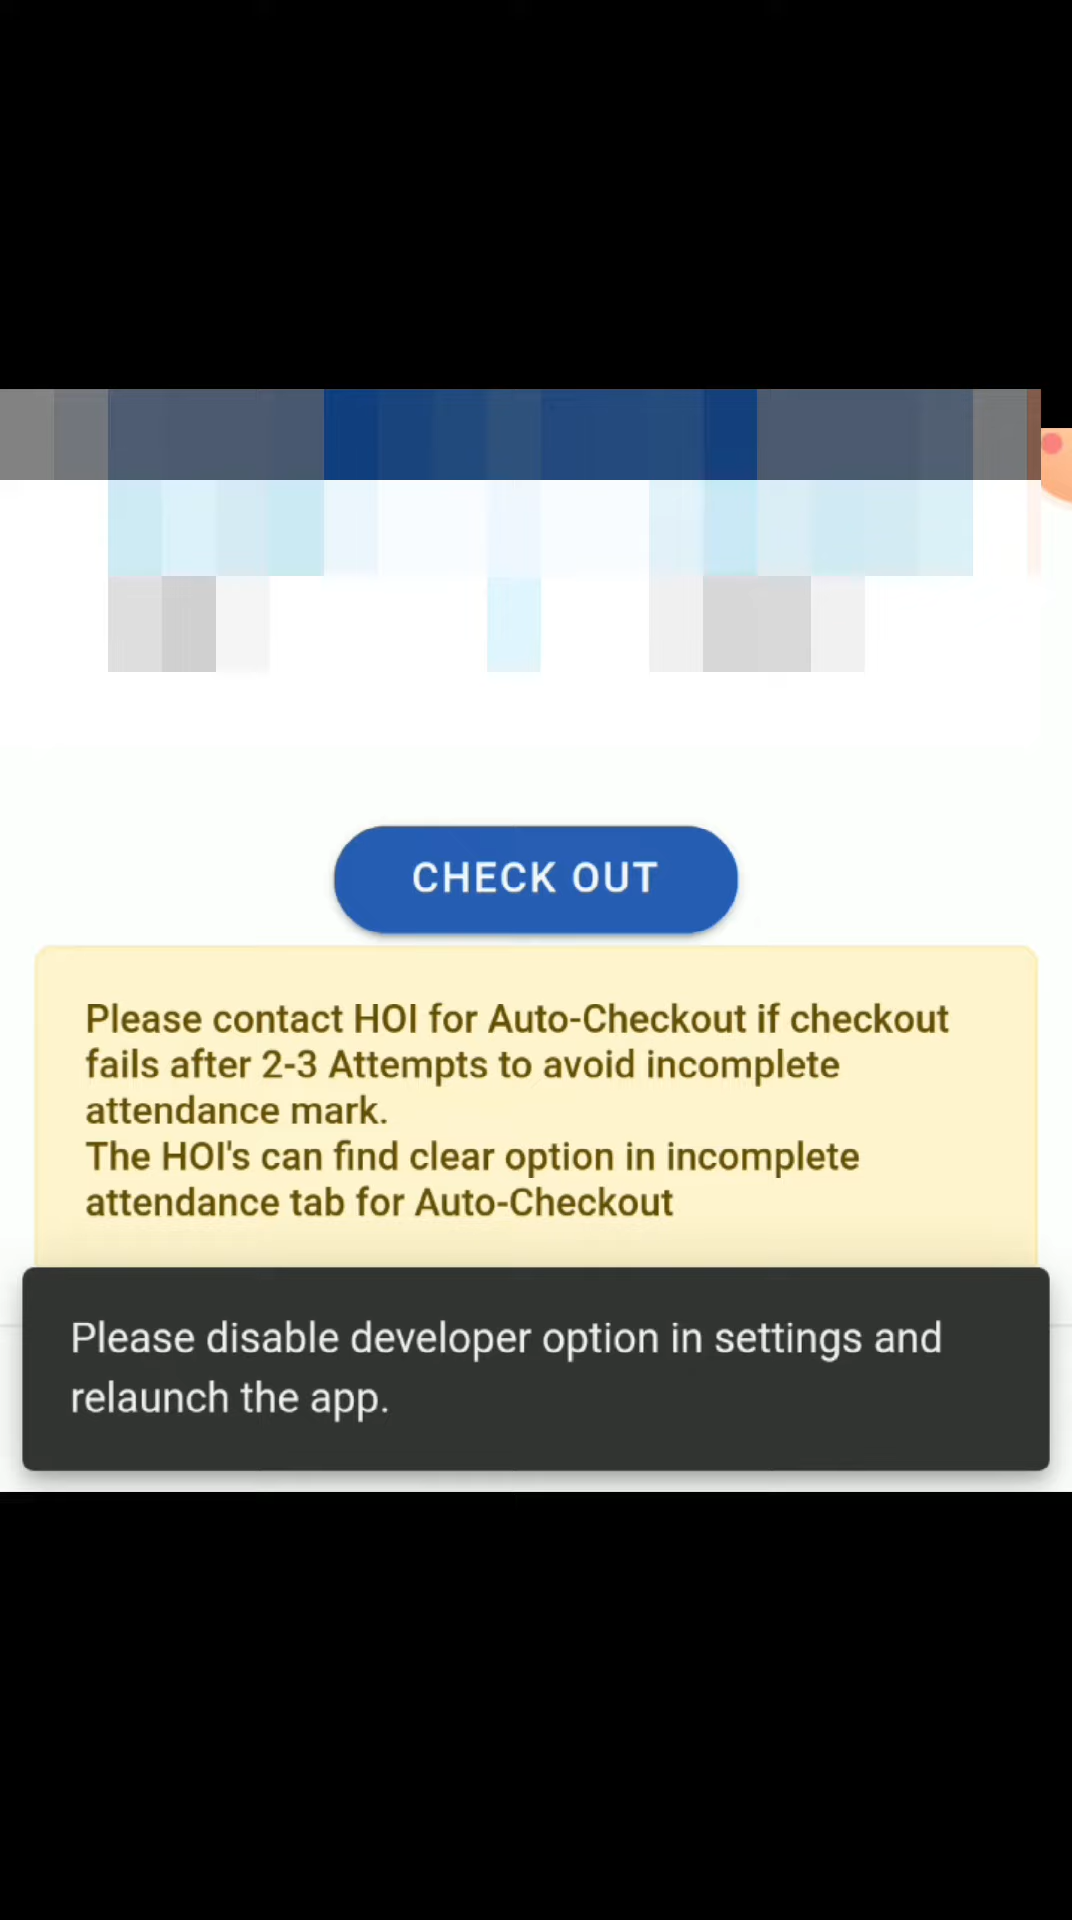 CHECK OUT
Please contact HOI for Auto-Checkout if checkout
fails after 2-3 Attempts to avoid incomplete
attendance mark.
The HOI's can find clear option in incomplete
attendance tab for Auto-Checkout
Please disable developer option in settings and
relaunch the app.